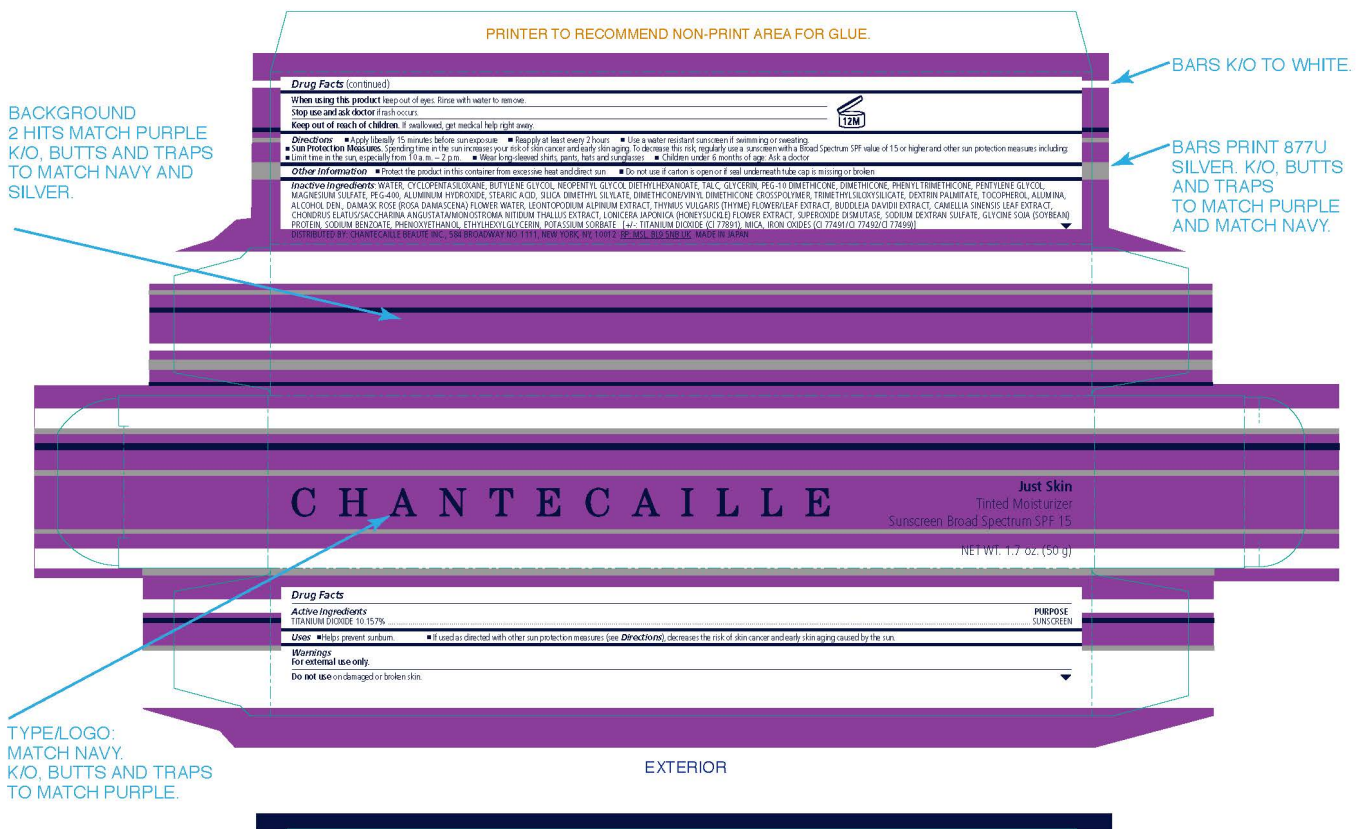 PRINTER TO RECOMMEND NON-PRINT AREA FOR GLUE.
BARS K/O TO WHITE.
BACKGROUND
2 HITS MATCH PURPLE
K/O, BUTTS AND TRAPS
TO MATCH NAVY AND
SILVER.
BARS PRINT 877U
SILVER. K/O, BUTTS
AND TRAPS
TO MATCH PURPLE
AND MATCH NAVY.
Drug Facts (continued)
When using this product keep out of eyes. Rinse with water to remove.
Stop use and ask doctor if rash occurs
Keep out of reach of children. If swallowed, get medical help right away.
12M
Directions ■ Apply liberally 15 minutes before sun exposure ■ Reapply at least every 2 hours ■ Use a water resistant sunscreen if swimming or sweating.
■ Sun Protection Measures. Spending time in the sun increases your risk of skin cancer and early skin aging. To decrease this risk, regularly use a sunscreen with a Broad Spectrum SPF value of 15 or higher and other sun protection measures including:
■ Limit time in the sun, especially from 10 a.m. – 2 p.m. ■ Wear long-sleeved shirts, pants, hats and sunglasses ■ Children under 6 months of age: Ask a doctor
Other information ■ Protect the product in this container from excessive heat and direct sun ■ Do not use if carton is open or if seal underneath tube cap is missing or broken
Inactive Ingredients: WATER, CYCLOPENTASILOXANE, BUTYLENE GLYCOL, NEOPENTYL GLYCOL DIETHYLHEXANOATE, TALC, GLYCERIN, PEG-10 DIMETHICONE, DIMETHICONE, PHENYL TRIMETHICONE, PENTYLENE GLYCOL,
MAGNESIUM SULFATE, PEG-400, ALUMINUM HYDROXIDE, STEARIC ACID, SILICA DIMETHYL SILYLATE, DIMETHICONE/VINYL DIMETHICONE CROSSPOLYMER, TRIMETHYLSILOXYSILICATE, DEXTRIN PALMITATE, TOCOPHEROL, ALUMINA,
ALCOHOL DEN., DAMASK ROSE (ROSA DAMASCENA) FLOWER WATER, LEONTOPODIUM ALPINUM EXTRACT, THYMUS VULGARIS (THYME) FLOWER/LEAF EXTRACT, BUDDLEJA DAVIDII EXTRACT, CAMELLIA SINENSIS LEAF EXTRACT,
CHONDRUS ELATUS/SACCHARINA ANGUSTATA/MONOSTROMA NITIDUM THALLUS EXTRACT, LONICERA JAPONICA (HONEYSUCKLE) FLOWER EXTRACT, SUPEROXIDE DISMUTASE, SODIUM DEXTRAN SULFATE, GLYCINE SOJA (SOYBEAN)
PROTEIN, SODIUM BENZOATE, PHENOXYETHANOL, ETHYLHEXYLGLYCERIN, POTASSIUM SORBATE [+/-: TITANIUM DIOXIDE (CI 77891), MICA, IRON OXIDES (CI 77491/CI 77492/CI 77499)]
DISTRIBUTED BY: CHANTECAILLE BEAUTÉ INC., 584 BROADWAY NO. 1111, NEW YORK, NY, 10012 RP: MSL, BL9 5NB UK MADE IN JAPAN
CHANTECAILLE
Just Skin
Tinted Moisturizer
Sunscreen Broad Spectrum SPF 15
NET WT. 1.7 oz. (50 g)
Drug Facts
Active Ingredients PURPOSE
TITANIUM DIOXIDE 10.157% SUNSCREEN
Uses ■ Helps prevent sunburn. ■ If used as directed with other sun protection measures (see Directions), decreases the risk of skin cancer and early skin aging caused by the sun.
Warnings
For external use only.
Do not use on damaged or broken skin.
TYPE/LOGO:
MATCH NAVY.
K/O, BUTTS AND TRAPS
TO MATCH PURPLE.
EXTERIOR